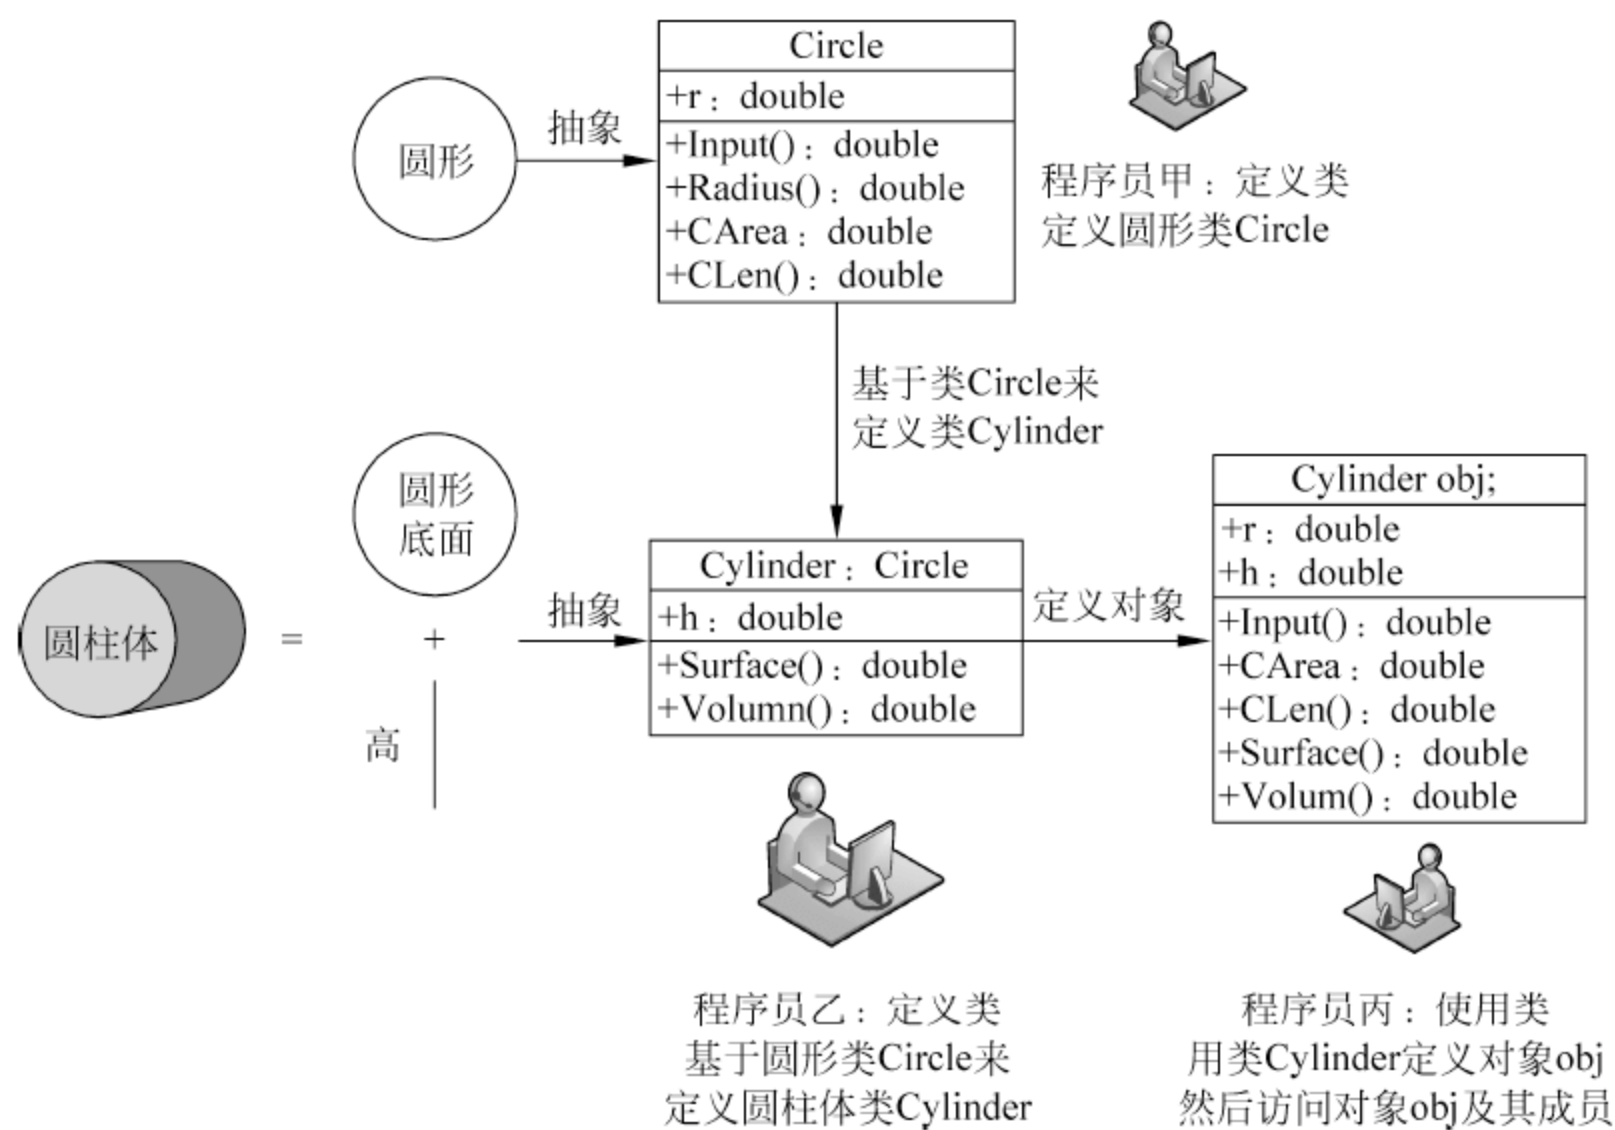 Circle
+r：double
+Input()：double
+Radius()：double
+CArea：double
+CLen()：double
圆形
抽象
程序员甲：定义类
定义圆形类Circle
基于类Circle来
定义类Cylinder
圆形
底面
+
高
圆柱体
=
抽象
Cylinder：Circle
+h：double
+Surface()：double
+Volumn()：double
定义对象
Cylinder obj;
+r：double
+h：double
+Input()：double
+CArea：double
+CLen()：double
+Surface()：double
+Volum()：double
程序员乙：定义类
基于圆形类Circle来
定义圆柱体类Cylinder
程序员丙：使用类
用类Cylinder定义对象obj
然后访问对象obj及其成员